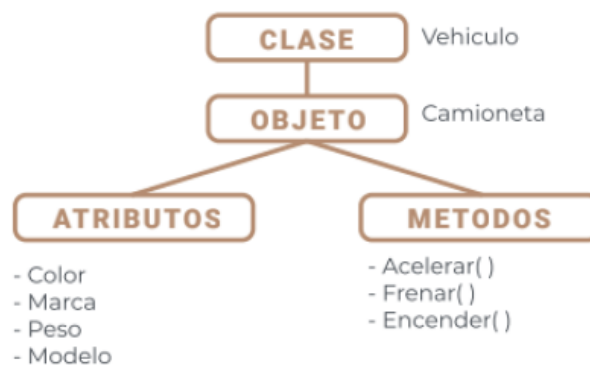 CLASE
Vehiculo
OBJETO
Camioneta
ATRIBUTOS
- Color
- Marca
- Peso
- Modelo
METODOS
- Acelerar( )
- Frenar( )
- Encender( )